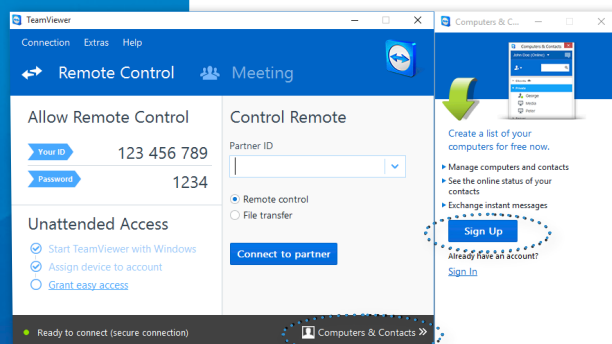 TeamViewer
Connection Extras Help
Remote Control
Meeting
Allow Remote Control
Your ID
123 456 789
Password
1234
Unattended Access
Start TeamViewer with Windows
Assign device to account
Grant easy access
Control Remote
Partner ID
Remote control
File transfer
Connect to partner
Ready to connect (secure connection)
Computers & Contacts
Computers & C...
Computers & Contacts
George
Media
Peter
Create a list of your
computers for free now.
Manage computers and contacts
See the online status of your
contacts
Exchange instant messages
Sign Up
Already have an account?
Sign In